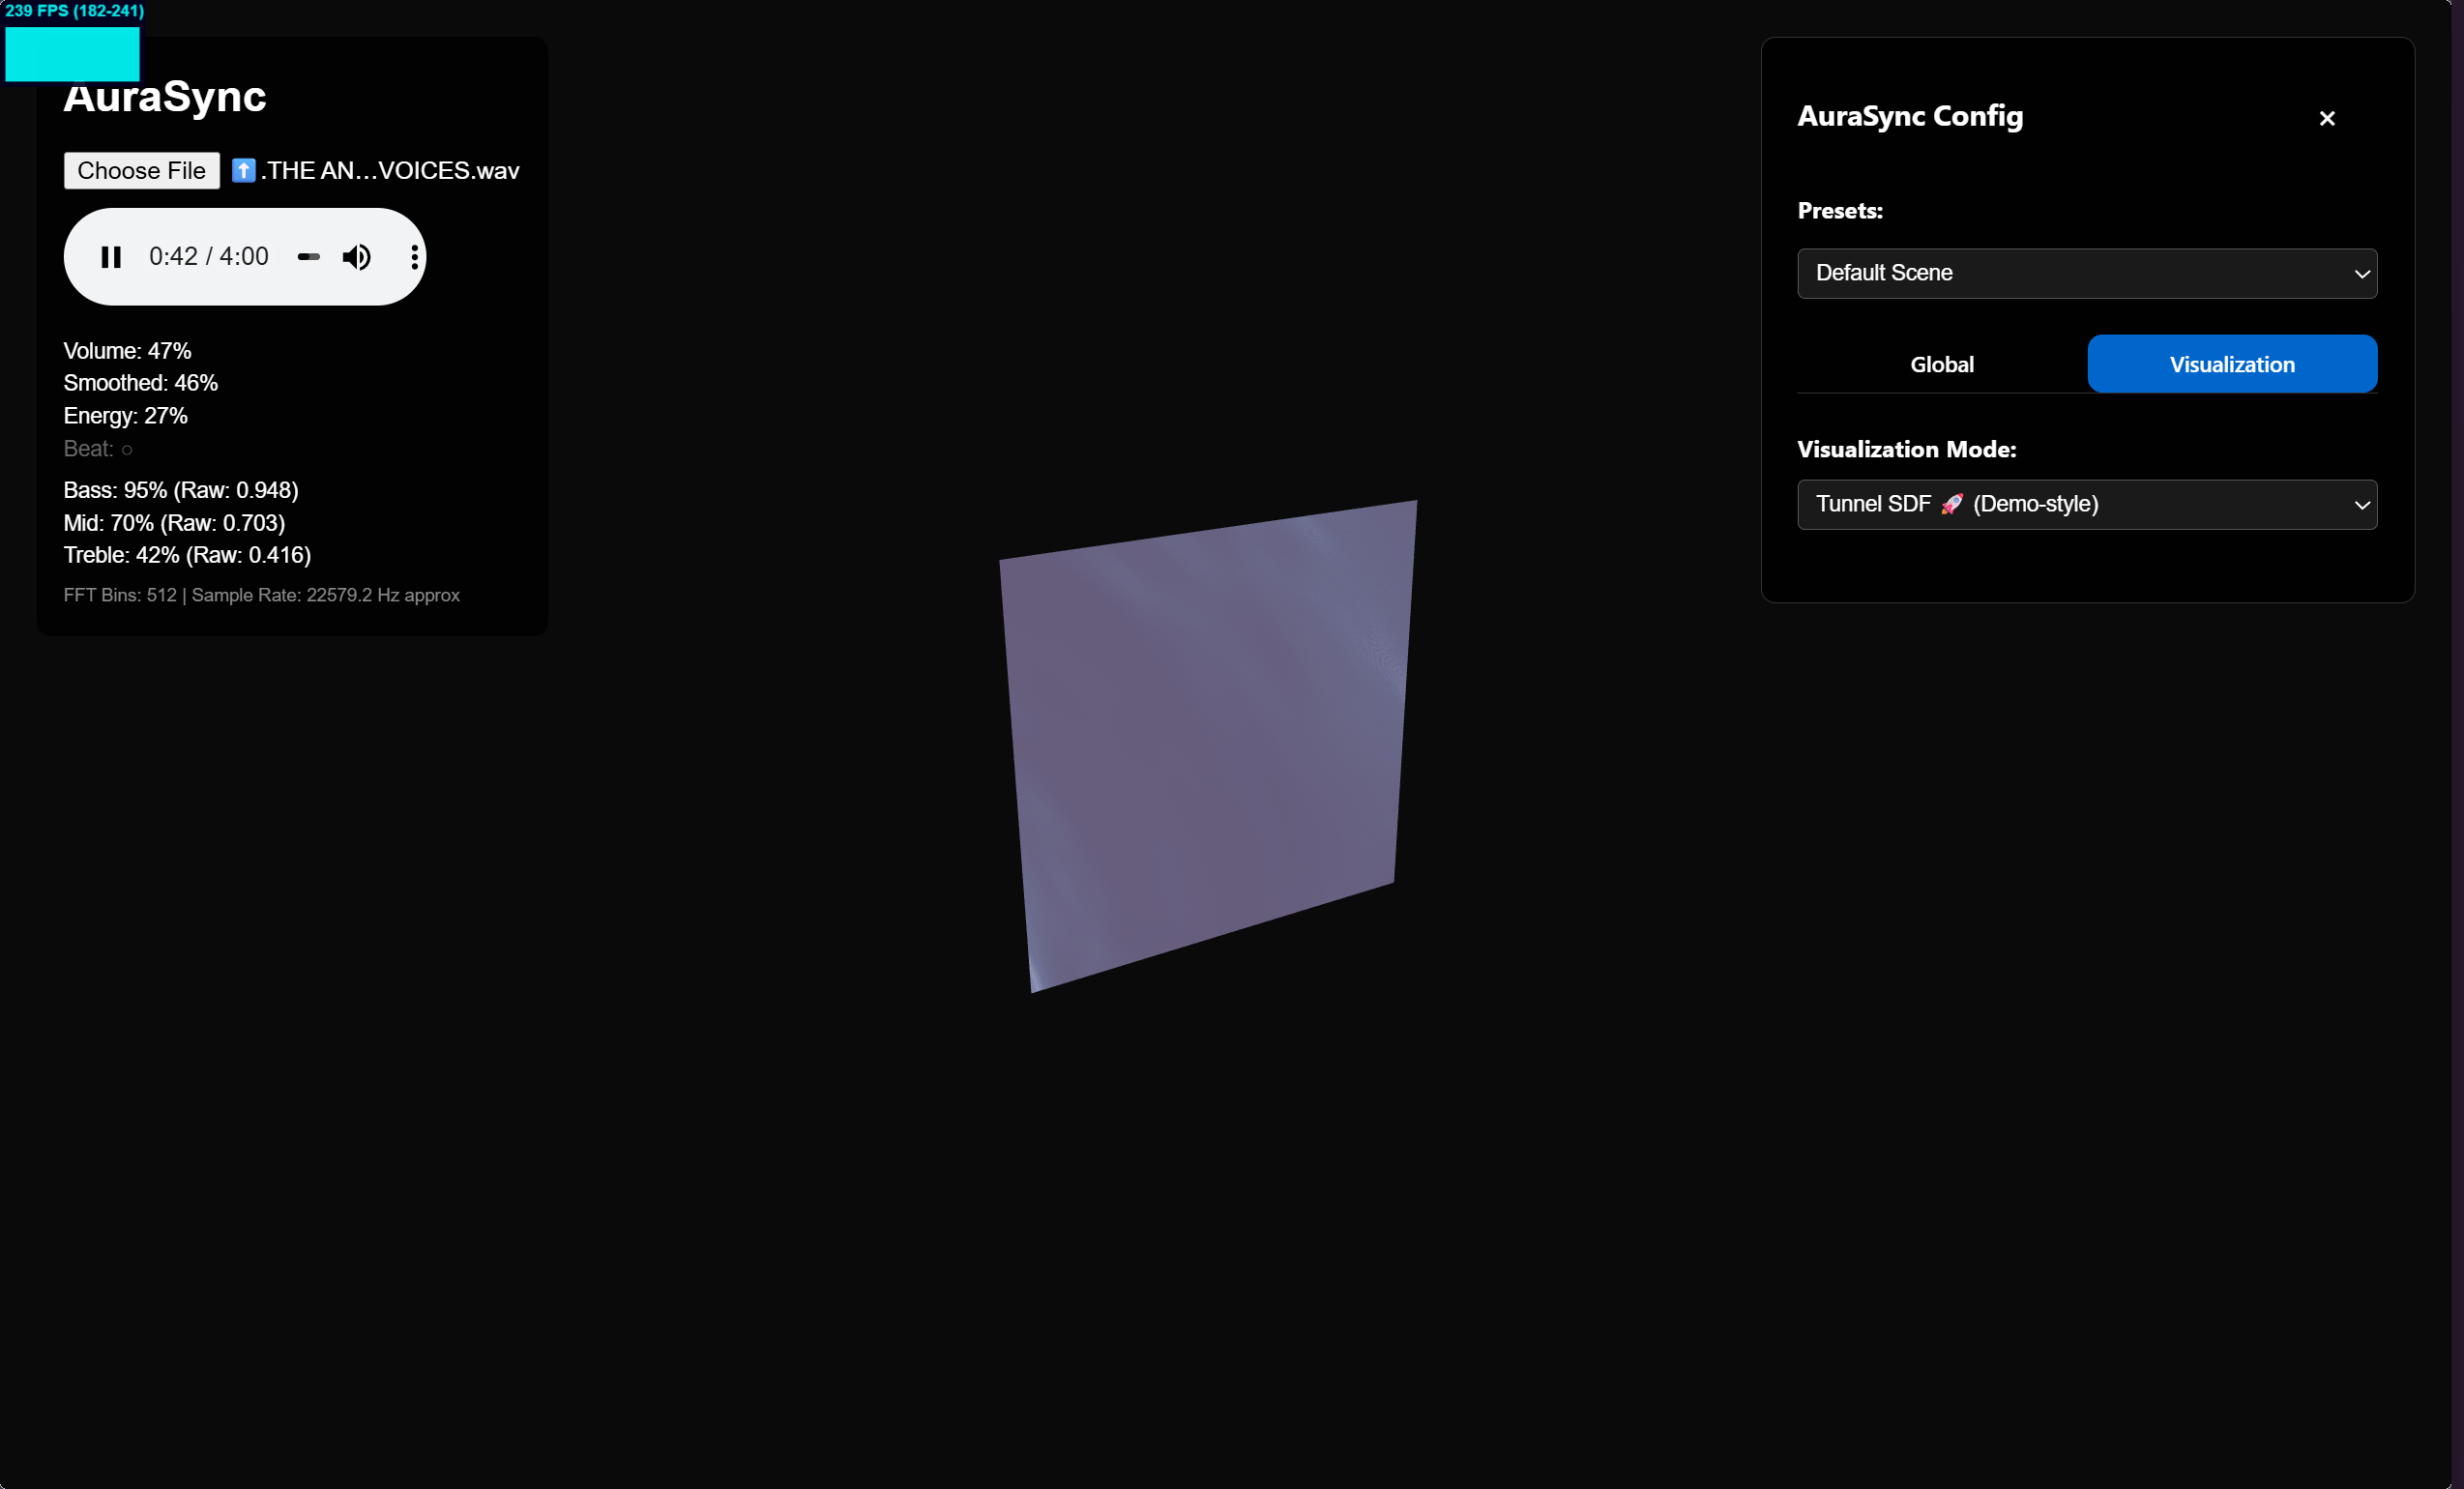 239 FPS (182-241)
AuraSync
Choose File ⬆️.THE AN...VOICES.wav
0:42 / 4:00
Volume: 47%
Smoothed: 46%
Energy: 27%
Beat: ○
Bass: 95% (Raw: 0.948)
Mid: 70% (Raw: 0.703)
Treble: 42% (Raw: 0.416)
FFT Bins: 512 | Sample Rate: 22579.2 Hz approx
AuraSync Config ×
Presets:
Default Scene
Global Visualization
Visualization Mode:
Tunnel SDF 🚀 (Demo-style)